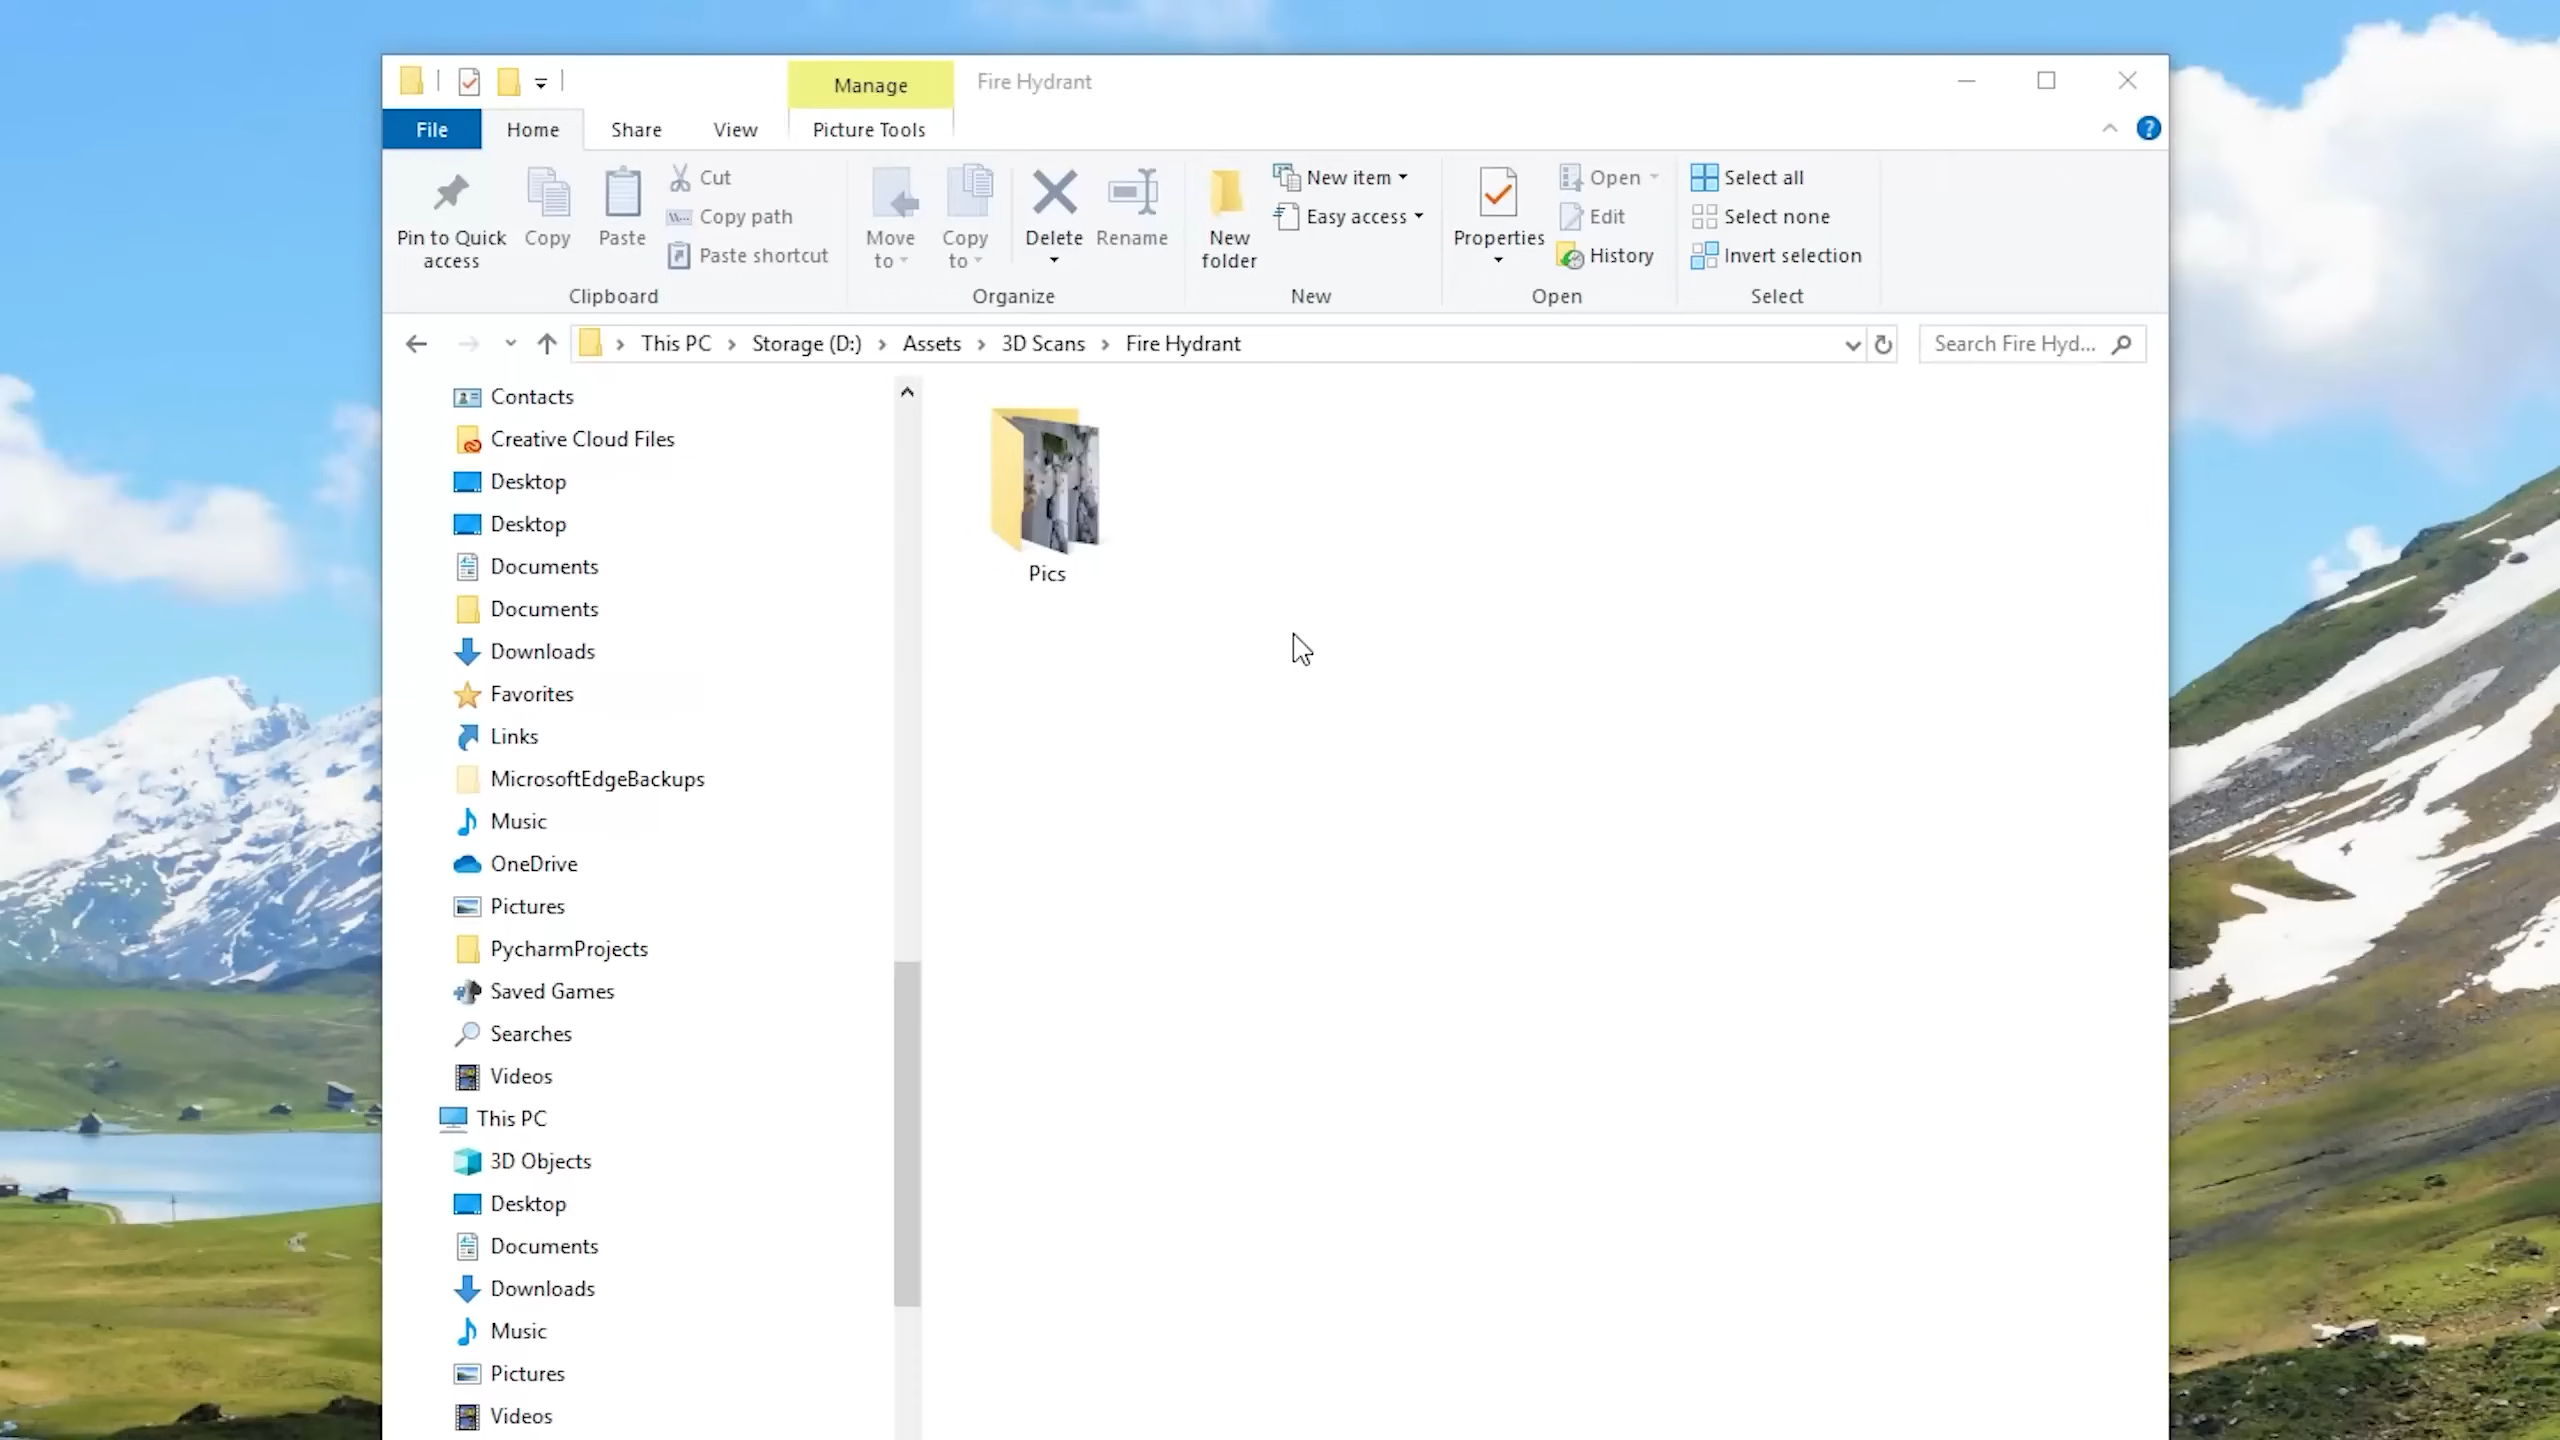 Manage
Fire Hydrant
File
Home
Share
View
Picture Tools
?
Pin to Quick access
Copy
Paste
Cut
Copy path
Paste shortcut
Clipboard
Move to
Copy to
Delete
Rename
Organize
New folder
New item
Easy access
New
Properties
Open
Edit
History
Open
Select all
Select none
Invert selection
Select
This PC
Storage (D:)
Assets
3D Scans
Fire Hydrant
Search Fire Hyd...
Contacts
Creative Cloud Files
Desktop
Desktop
Documents
Documents
Downloads
Favorites
Links
MicrosoftEdgeBackups
Music
OneDrive
Pictures
PycharmProjects
Saved Games
Searches
Videos
This PC
3D Objects
Desktop
Documents
Downloads
Music
Pictures
Videos
Pics